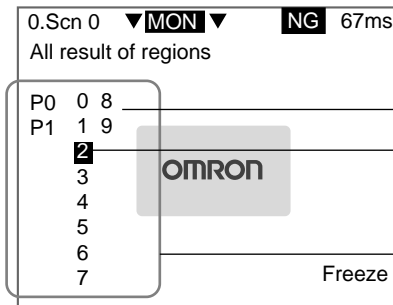 0.Scn 0 ▼MON▼ NG 67ms
All result of regions
P0 0 8
P1 1 9
2
3
4
5
6
7
OMRON
Freeze